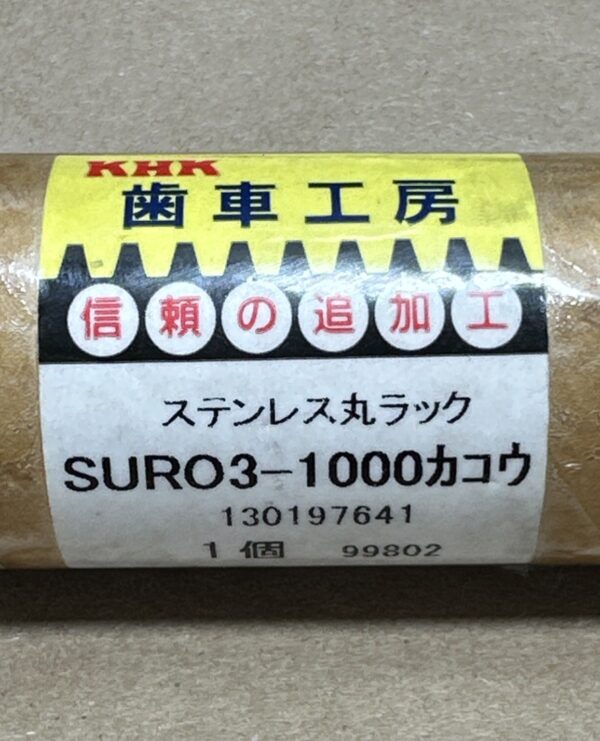 KHK
歯車工房
信頼の追加工
ステンレス丸ラック
SURO3-1000カコウ
130197641
1個 99802